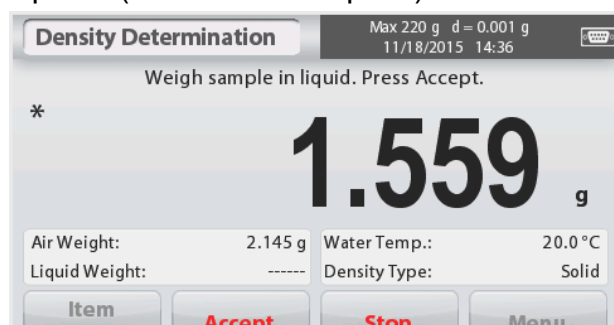 Density Determination
Max 220 g d = 0.001 g
11/18/2015 14:36
Weigh sample in liquid. Press Accept.
*
1.559 g
Air Weight: 2.145 g Water Temp.: 20.0 °C
Liquid Weight: ------ Density Type: Solid
Item Accept Stop Menu